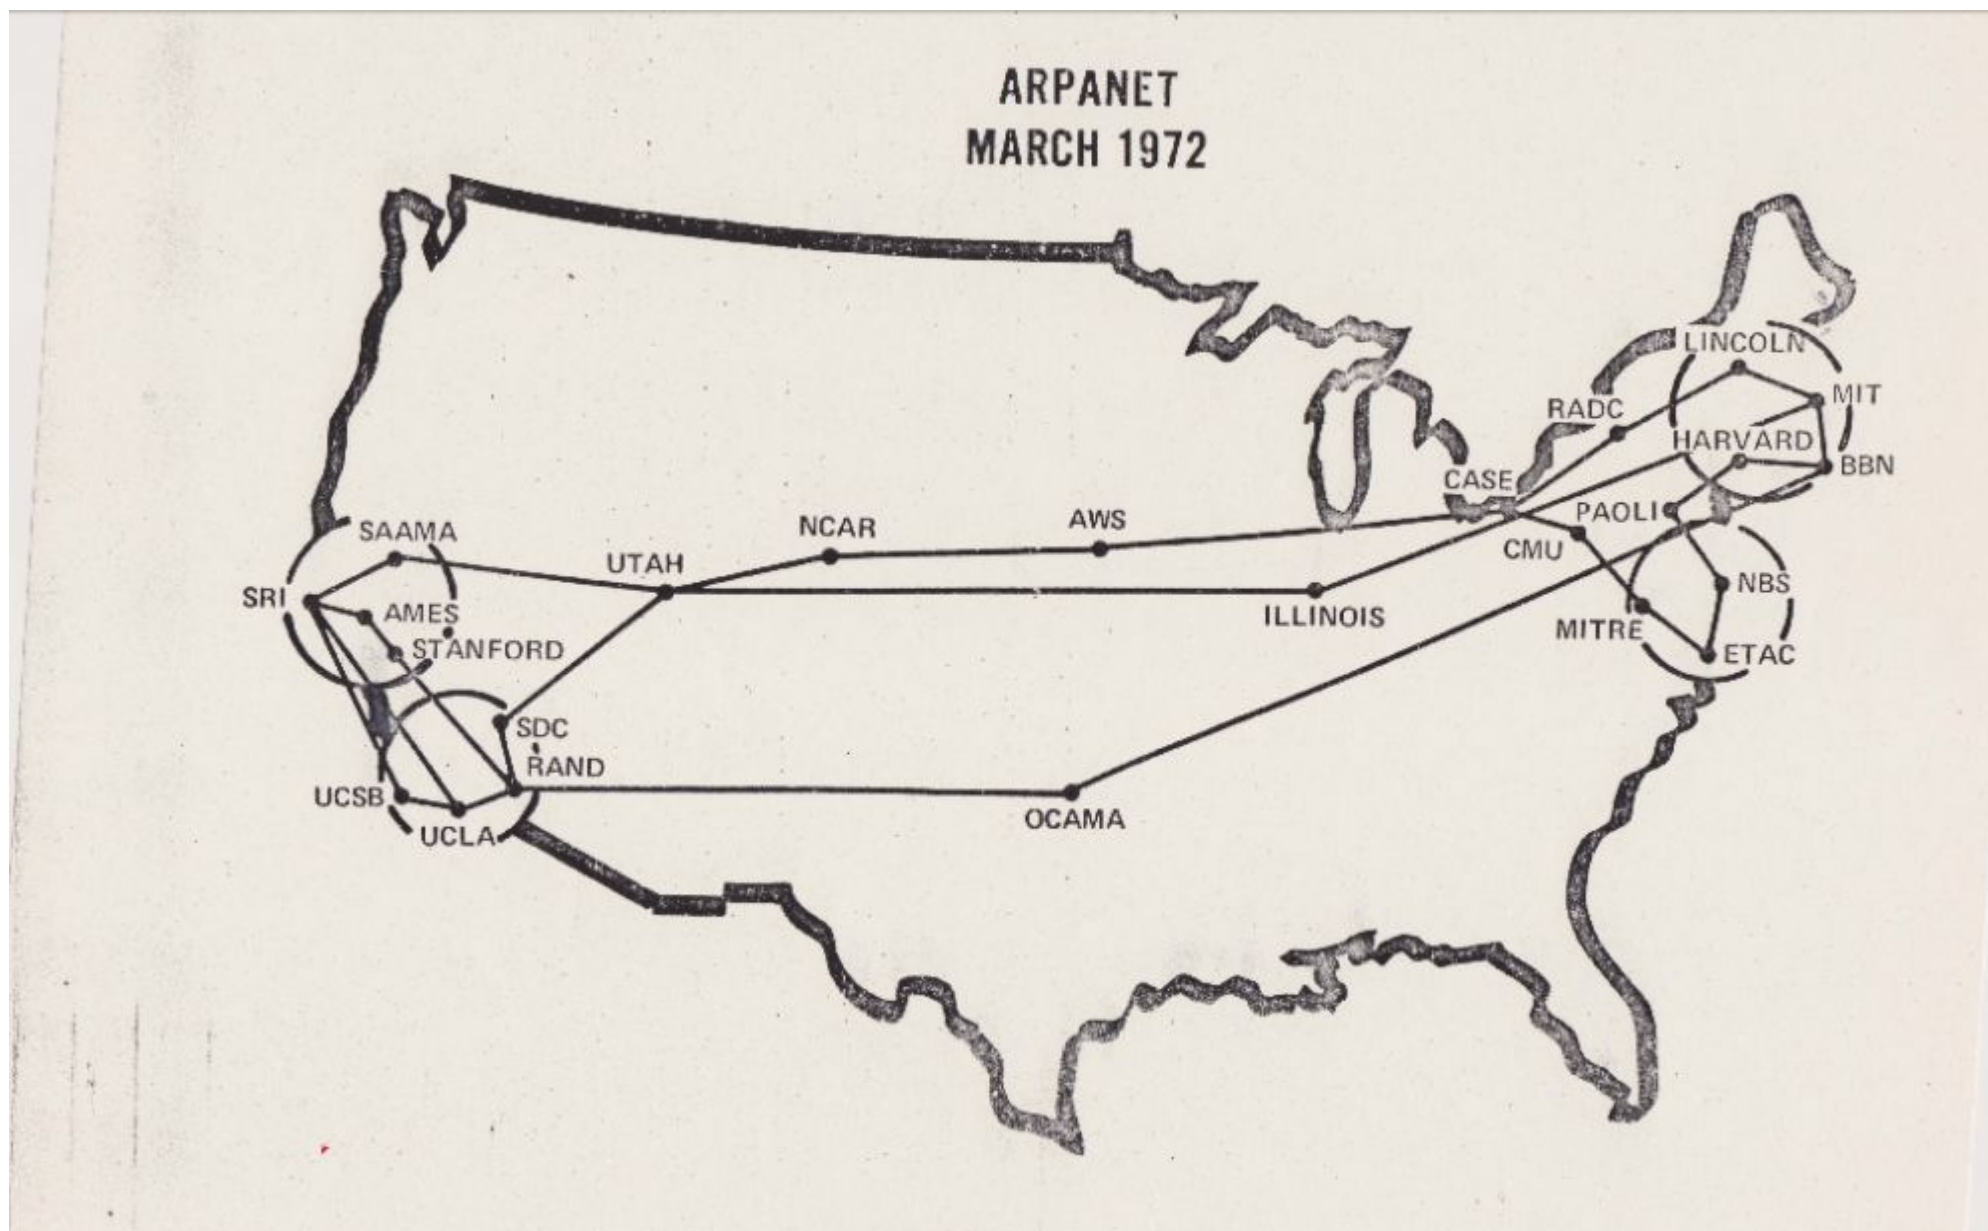 ARPANET
MARCH 1972
LINCOLN
MIT
RADC
HARVARD
BBN
CASE
PAOLI
CMU
NBS
MITRE
ETAC
SAAMA
NCAR
AWS
UTAH
SRI
AMES
STANFORD
ILLINOIS
SDC
RAND
UCSB
UCLA
OCAMA